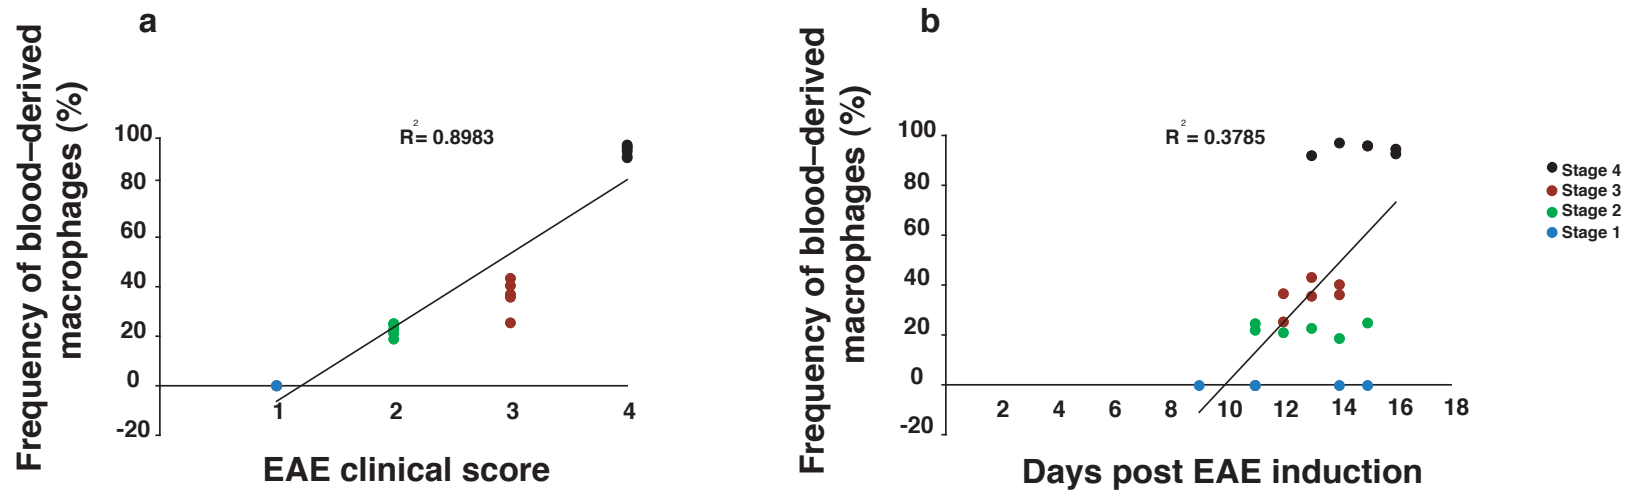 a
Frequency of blood–derived
macrophages (%)
R²= 0.8983
100
80
60
40
20
0
-20
1 2 3 4
EAE clinical score
b
Frequency of blood–derived
macrophages (%)
R²= 0.3785
100
80
60
40
20
0
-20
2 4 6 8 10 12 14 16 18
Days post EAE induction
Stage 4
Stage 3
Stage 2
Stage 1